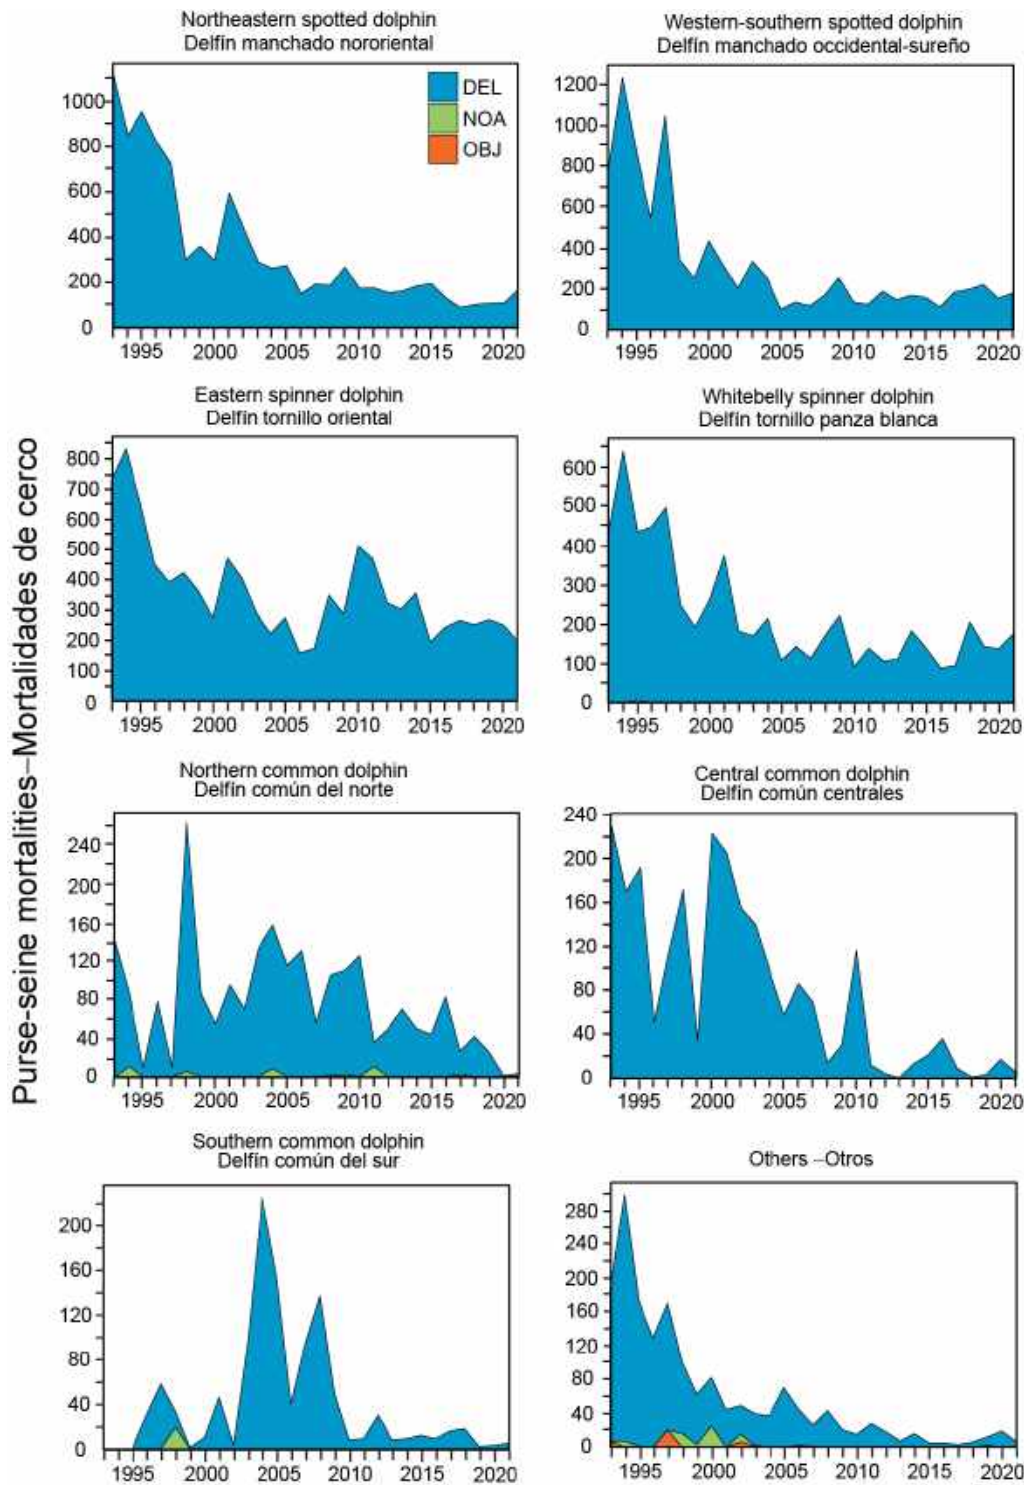 Purse-seine mortalities–Mortalidades de cerco
Northeastern spotted dolphin
Delfín manchado nororiental
1000
800
600
400
200
0
1995 2000 2005 2010 2015 2020
DEL
NOA
OBJ
Western-southern spotted dolphin
Delfín manchado occidental-sureño
1200
1000
800
600
400
200
0
1995 2000 2005 2010 2015 2020
Eastern spinner dolphin
Delfín tornillo oriental
800
700
600
500
400
300
200
100
0
1995 2000 2005 2010 2015 2020
Whitebelly spinner dolphin
Delfín tornillo panza blanca
600
500
400
300
200
100
0
1995 2000 2005 2010 2015 2020
Northern common dolphin
Delfín común del norte
240
200
160
120
80
40
0
1995 2000 2005 2010 2015 2020
Central common dolphin
Delfín común centrales
240
200
160
120
80
40
0
1995 2000 2005 2010 2015 2020
Southern common dolphin
Delfín común del sur
200
160
120
80
40
0
1995 2000 2005 2010 2015 2020
Others –Otros
280
240
200
160
120
80
40
0
1995 2000 2005 2010 2015 2020